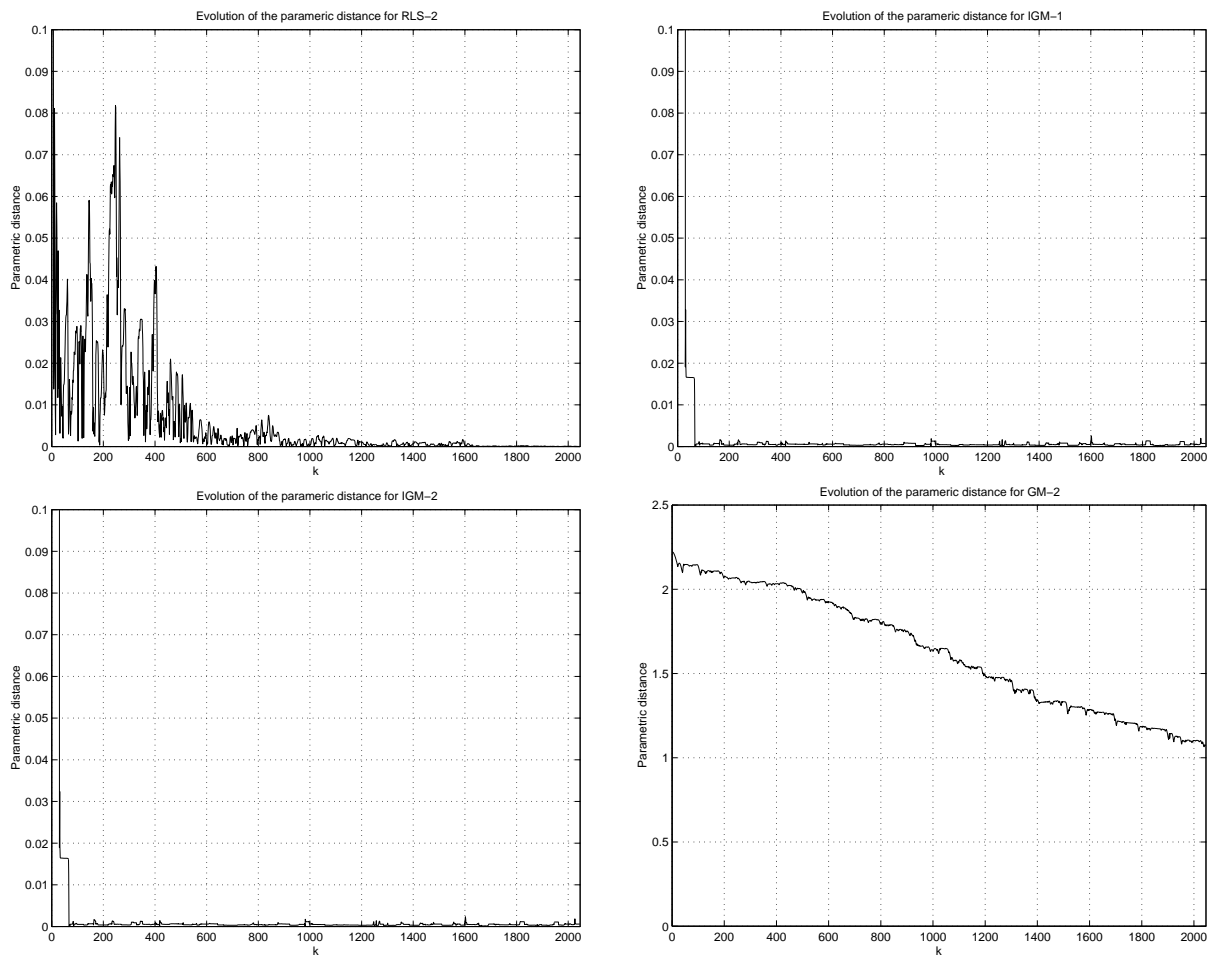 Evolution of the parameric distance for RLS−2
0.1
0.09
0.08
0.07
0.06
0.05
0.04
0.03
0.02
0.01
0
Parametric distance
0 200 400 600 800 1000 1200 1400 1600 1800 2000
k
Evolution of the parameric distance for IGM−1
0.1
0.09
0.08
0.07
0.06
0.05
0.04
0.03
0.02
0.01
0
Parametric distance
0 200 400 600 800 1000 1200 1400 1600 1800 2000
k
Evolution of the parameric distance for IGM−2
0.1
0.09
0.08
0.07
0.06
0.05
0.04
0.03
0.02
0.01
0
Parametric distance
0 200 400 600 800 1000 1200 1400 1600 1800 2000
k
Evolution of the parameric distance for GM−2
2.5
2
1.5
1
0.5
0
Parametric distance
0 200 400 600 800 1000 1200 1400 1600 1800 2000
k